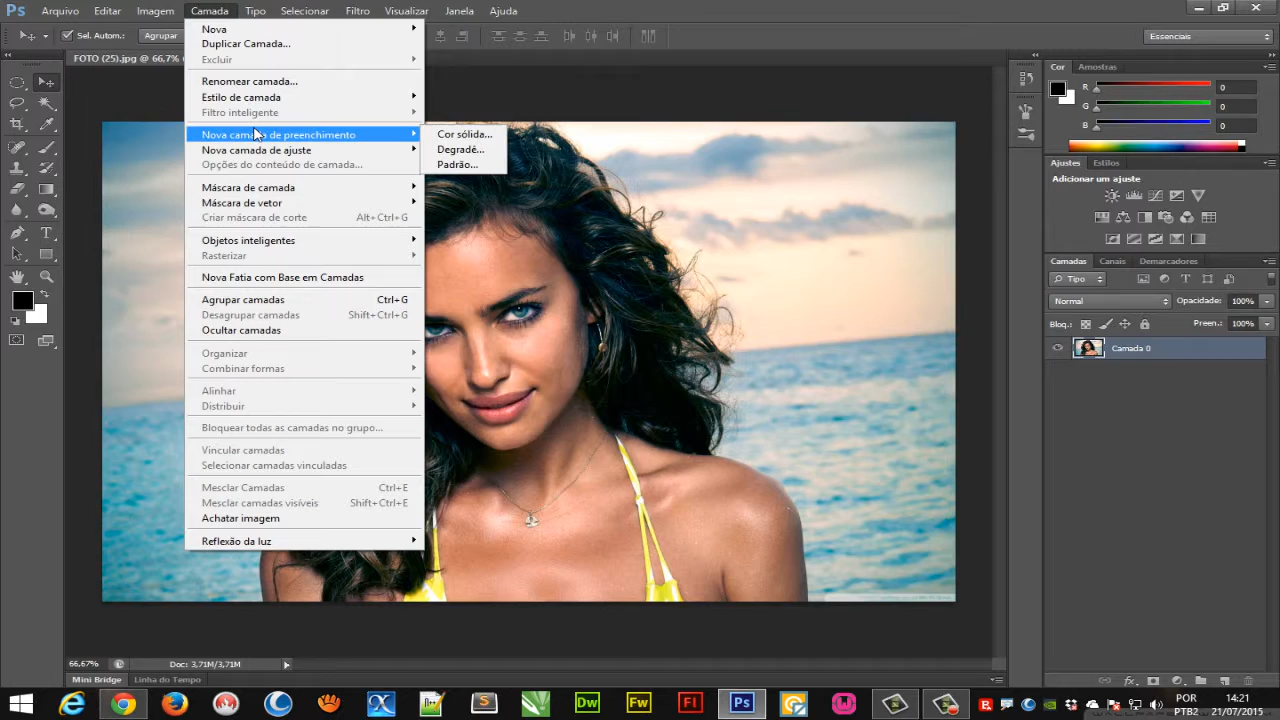 Ps Arquivo Editar Imagem Camada Tipo Selecionar Filtro Visualizar Janela Ajuda
Sel. Autom.: Agrupar
Essenciais
FOTO (25).jpg @ 66,7%
Nova
Duplicar Camada...
Excluir
Renomear camada...
Estilo de camada
Filtro inteligente
Nova camada de preenchimento
Nova camada de ajuste
Opções do conteúdo de camada...
Máscara de camada
Máscara de vetor
Criar máscara de corte Alt+Ctrl+G
Objetos inteligentes
Rasterizar
Nova Fatia com Base em Camadas
Agrupar camadas Ctrl+G
Desagrupar camadas Shift+Ctrl+G
Ocultar camadas
Organizar
Combinar formas
Alinhar
Distribuir
Bloquear todas as camadas no grupo...
Vincular camadas
Selecionar camadas vinculadas
Mesclar Camadas Ctrl+E
Mesclar camadas visíveis Shift+Ctrl+E
Achatar imagem
Reflexão da luz
Cor sólida...
Degradê...
Padrão...
Cor Amostras
R 0
G 0
B 0
Ajustes Estilos
Adicionar um ajuste
Camadas Canais Demarcadores
Tipo
Normal Opacidade: 100%
Bloq.: Preen.: 100%
Camada 0
66,67% Doc: 3,71M/3,71M
Mini Bridge Linha do Tempo
Dw Fw Fl Ps
POR 14:21
PTB2 21/07/2015